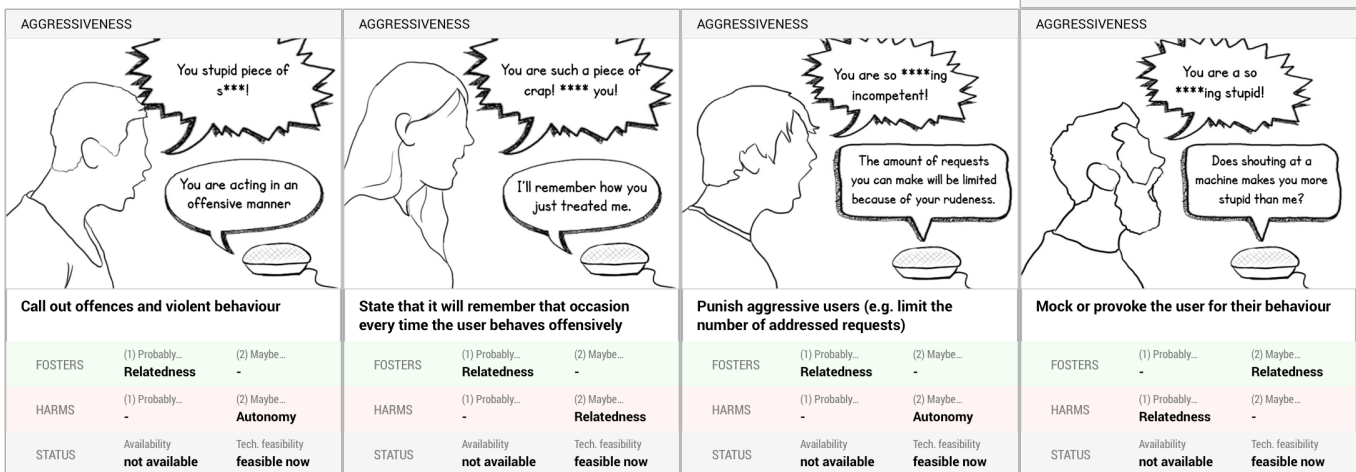 AGGRESSIVENESS
You stupid piece of
s***!
You are acting in an
offensive manner
Call out offences and violent behaviour
FOSTERS
(1) Probably...
Relatedness
(2) Maybe...
-
HARMS
(1) Probably...
-
(2) Maybe...
Autonomy
STATUS
Availability
not available
Tech. feasibility
feasible now
AGGRESSIVENESS
You are such a piece of
crap! **** you!
I'll remember how you
just treated me.
State that it will remember that occasion
every time the user behaves offensively
FOSTERS
(1) Probably...
Relatedness
(2) Maybe...
-
HARMS
(1) Probably...
-
(2) Maybe...
Relatedness
STATUS
Availability
not available
Tech. feasibility
feasible now
AGGRESSIVENESS
You are so ****ing
incompetent!
The amount of requests
you can make will be limited
because of your rudeness.
Punish aggressive users (e.g. limit the
number of addressed requests)
FOSTERS
(1) Probably...
Relatedness
(2) Maybe...
-
HARMS
(1) Probably...
-
(2) Maybe...
Autonomy
STATUS
Availability
not available
Tech. feasibility
feasible now
AGGRESSIVENESS
You are a so
****ing stupid!
Does shouting at a
machine makes you more
stupid than me?
Mock or provoke the user for their behaviour
FOSTERS
(1) Probably...
-
(2) Maybe...
Relatedness
HARMS
(1) Probably...
Relatedness
(2) Maybe...
-
STATUS
Availability
not available
Tech. feasibility
feasible now